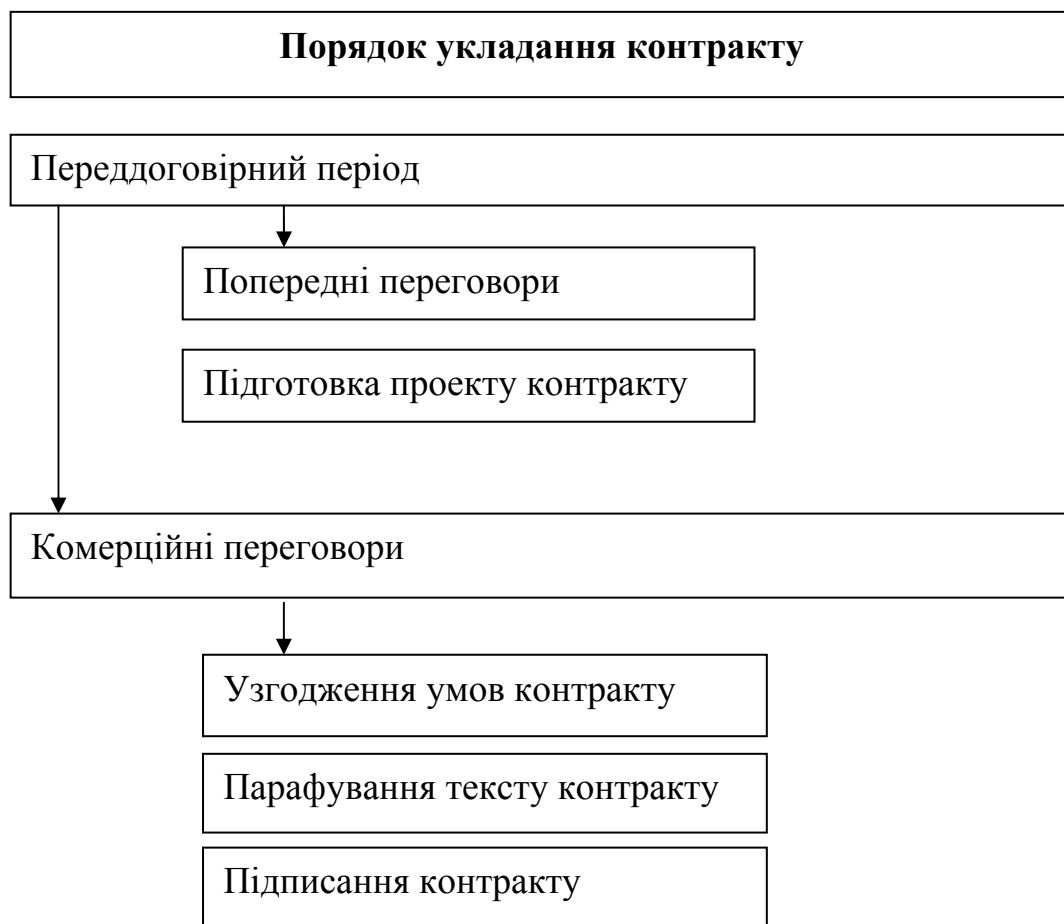 Порядок укладання контракту
Переддоговірний період
Попередні переговори
Підготовка проекту контракту
Комерційні переговори
Узгодження умов контракту
Парафування тексту контракту
Підписання контракту